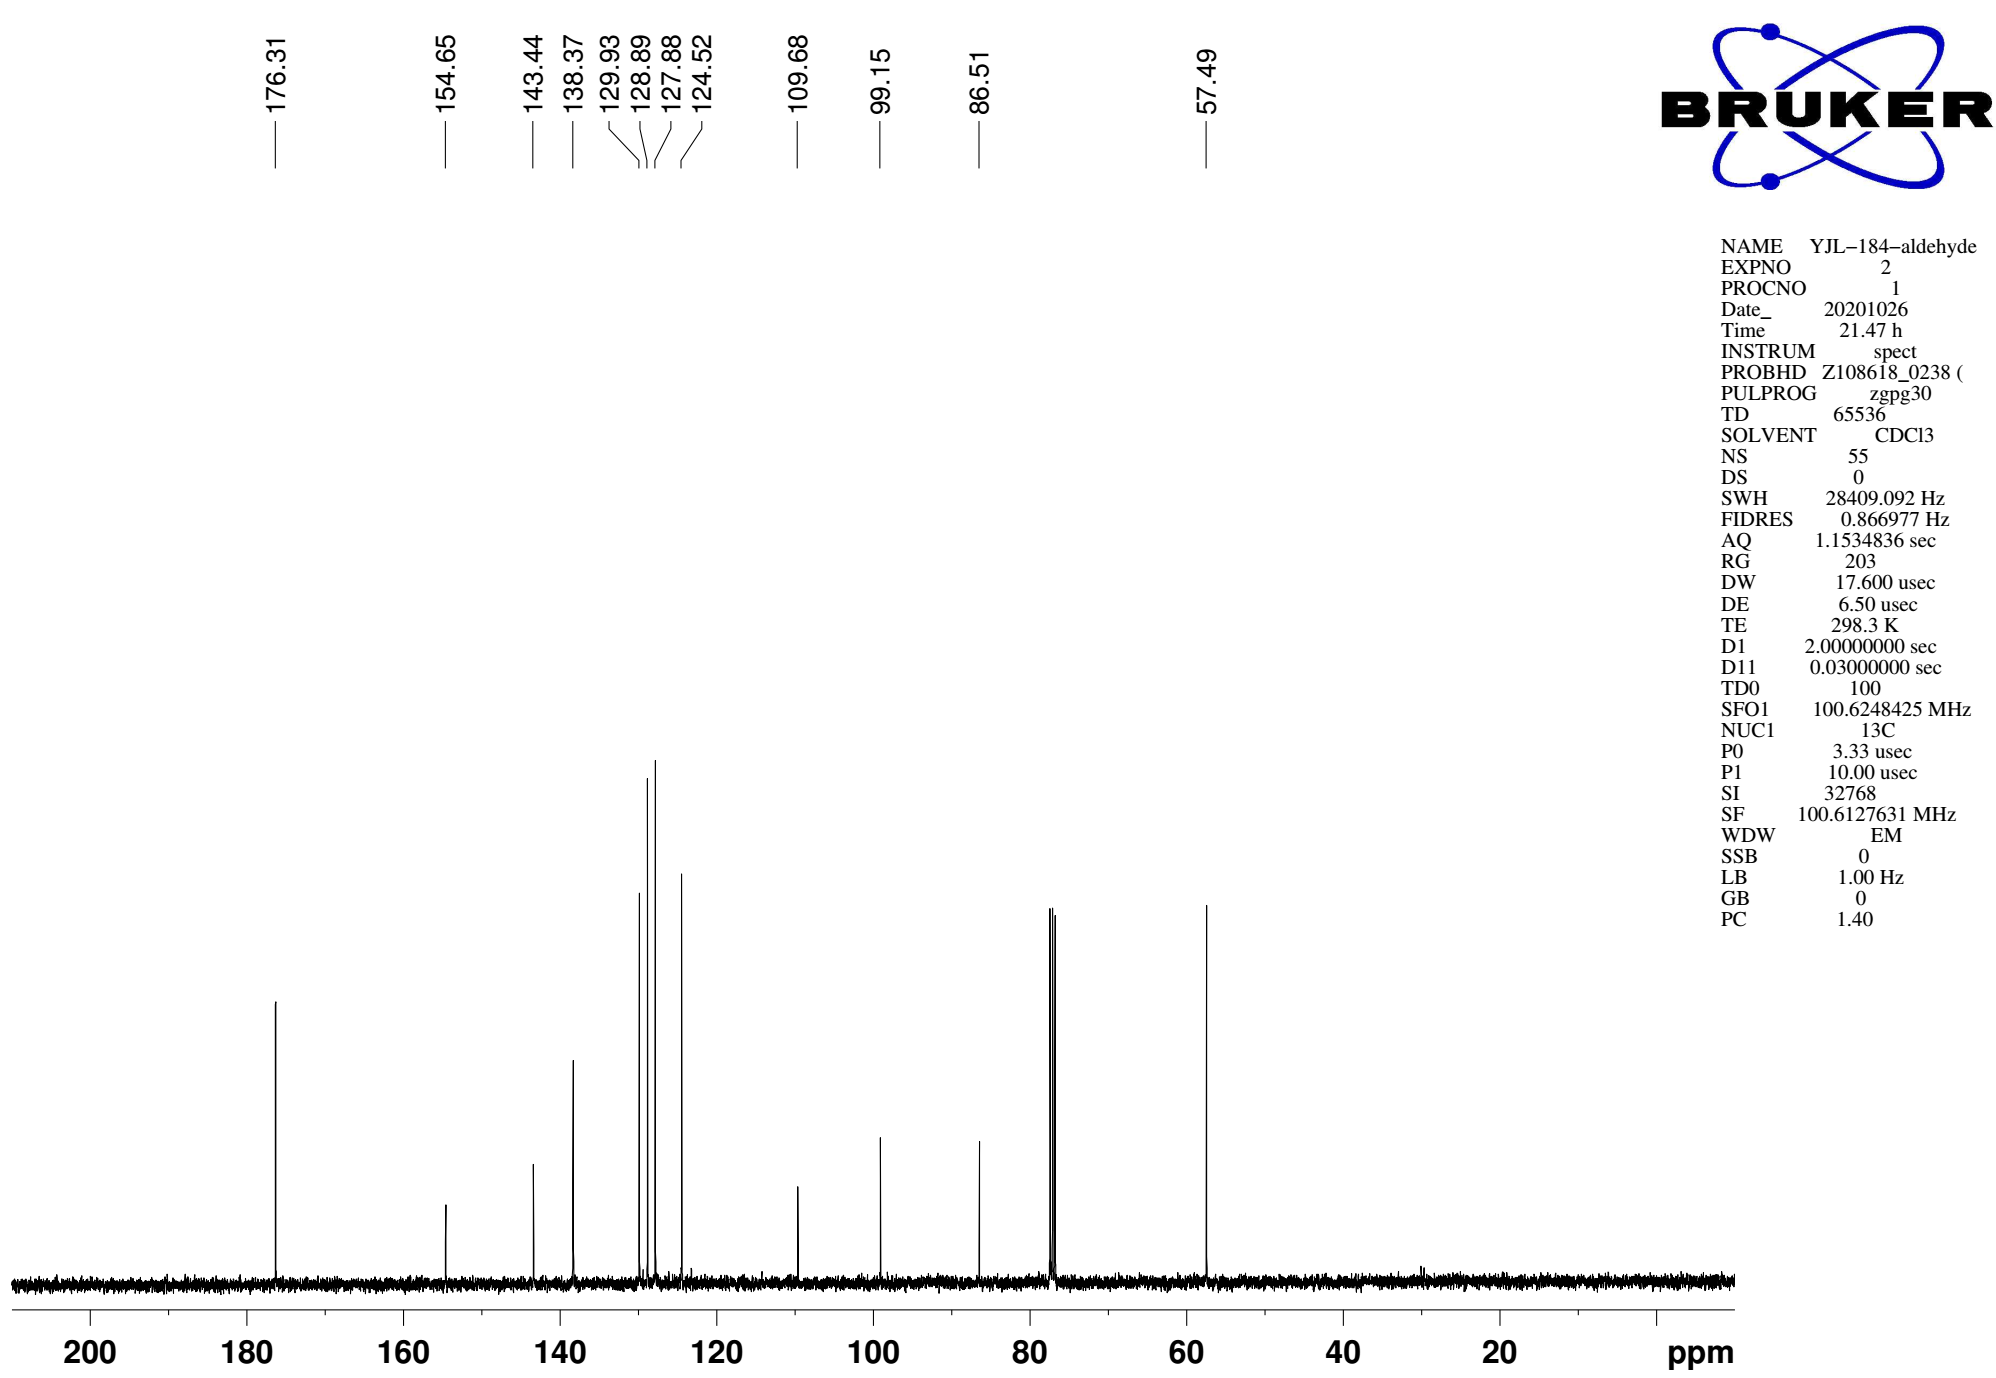 176.31
154.65
143.44
138.37
129.93
128.89
127.88
124.52
109.68
99.15
86.51
57.49
BRUKER
NAME YJL−184−aldehyde
EXPNO 2
PROCNO 1
Date_ 20201026
Time 21.47 h
INSTRUM spect
PROBHD Z108618_0238 (
PULPROG zgpg30
TD 65536
SOLVENT CDCl3
NS 55
DS 0
SWH 28409.092 Hz
FIDRES 0.866977 Hz
AQ 1.1534836 sec
RG 203
DW 17.600 usec
DE 6.50 usec
TE 298.3 K
D1 2.00000000 sec
D11 0.03000000 sec
TD0 100
SFO1 100.6248425 MHz
NUC1 13C
P0 3.33 usec
P1 10.00 usec
SI 32768
SF 100.6127631 MHz
WDW EM
SSB 0
LB 1.00 Hz
GB 0
PC 1.40
200 180 160 140 120 100 80 60 40 20 ppm